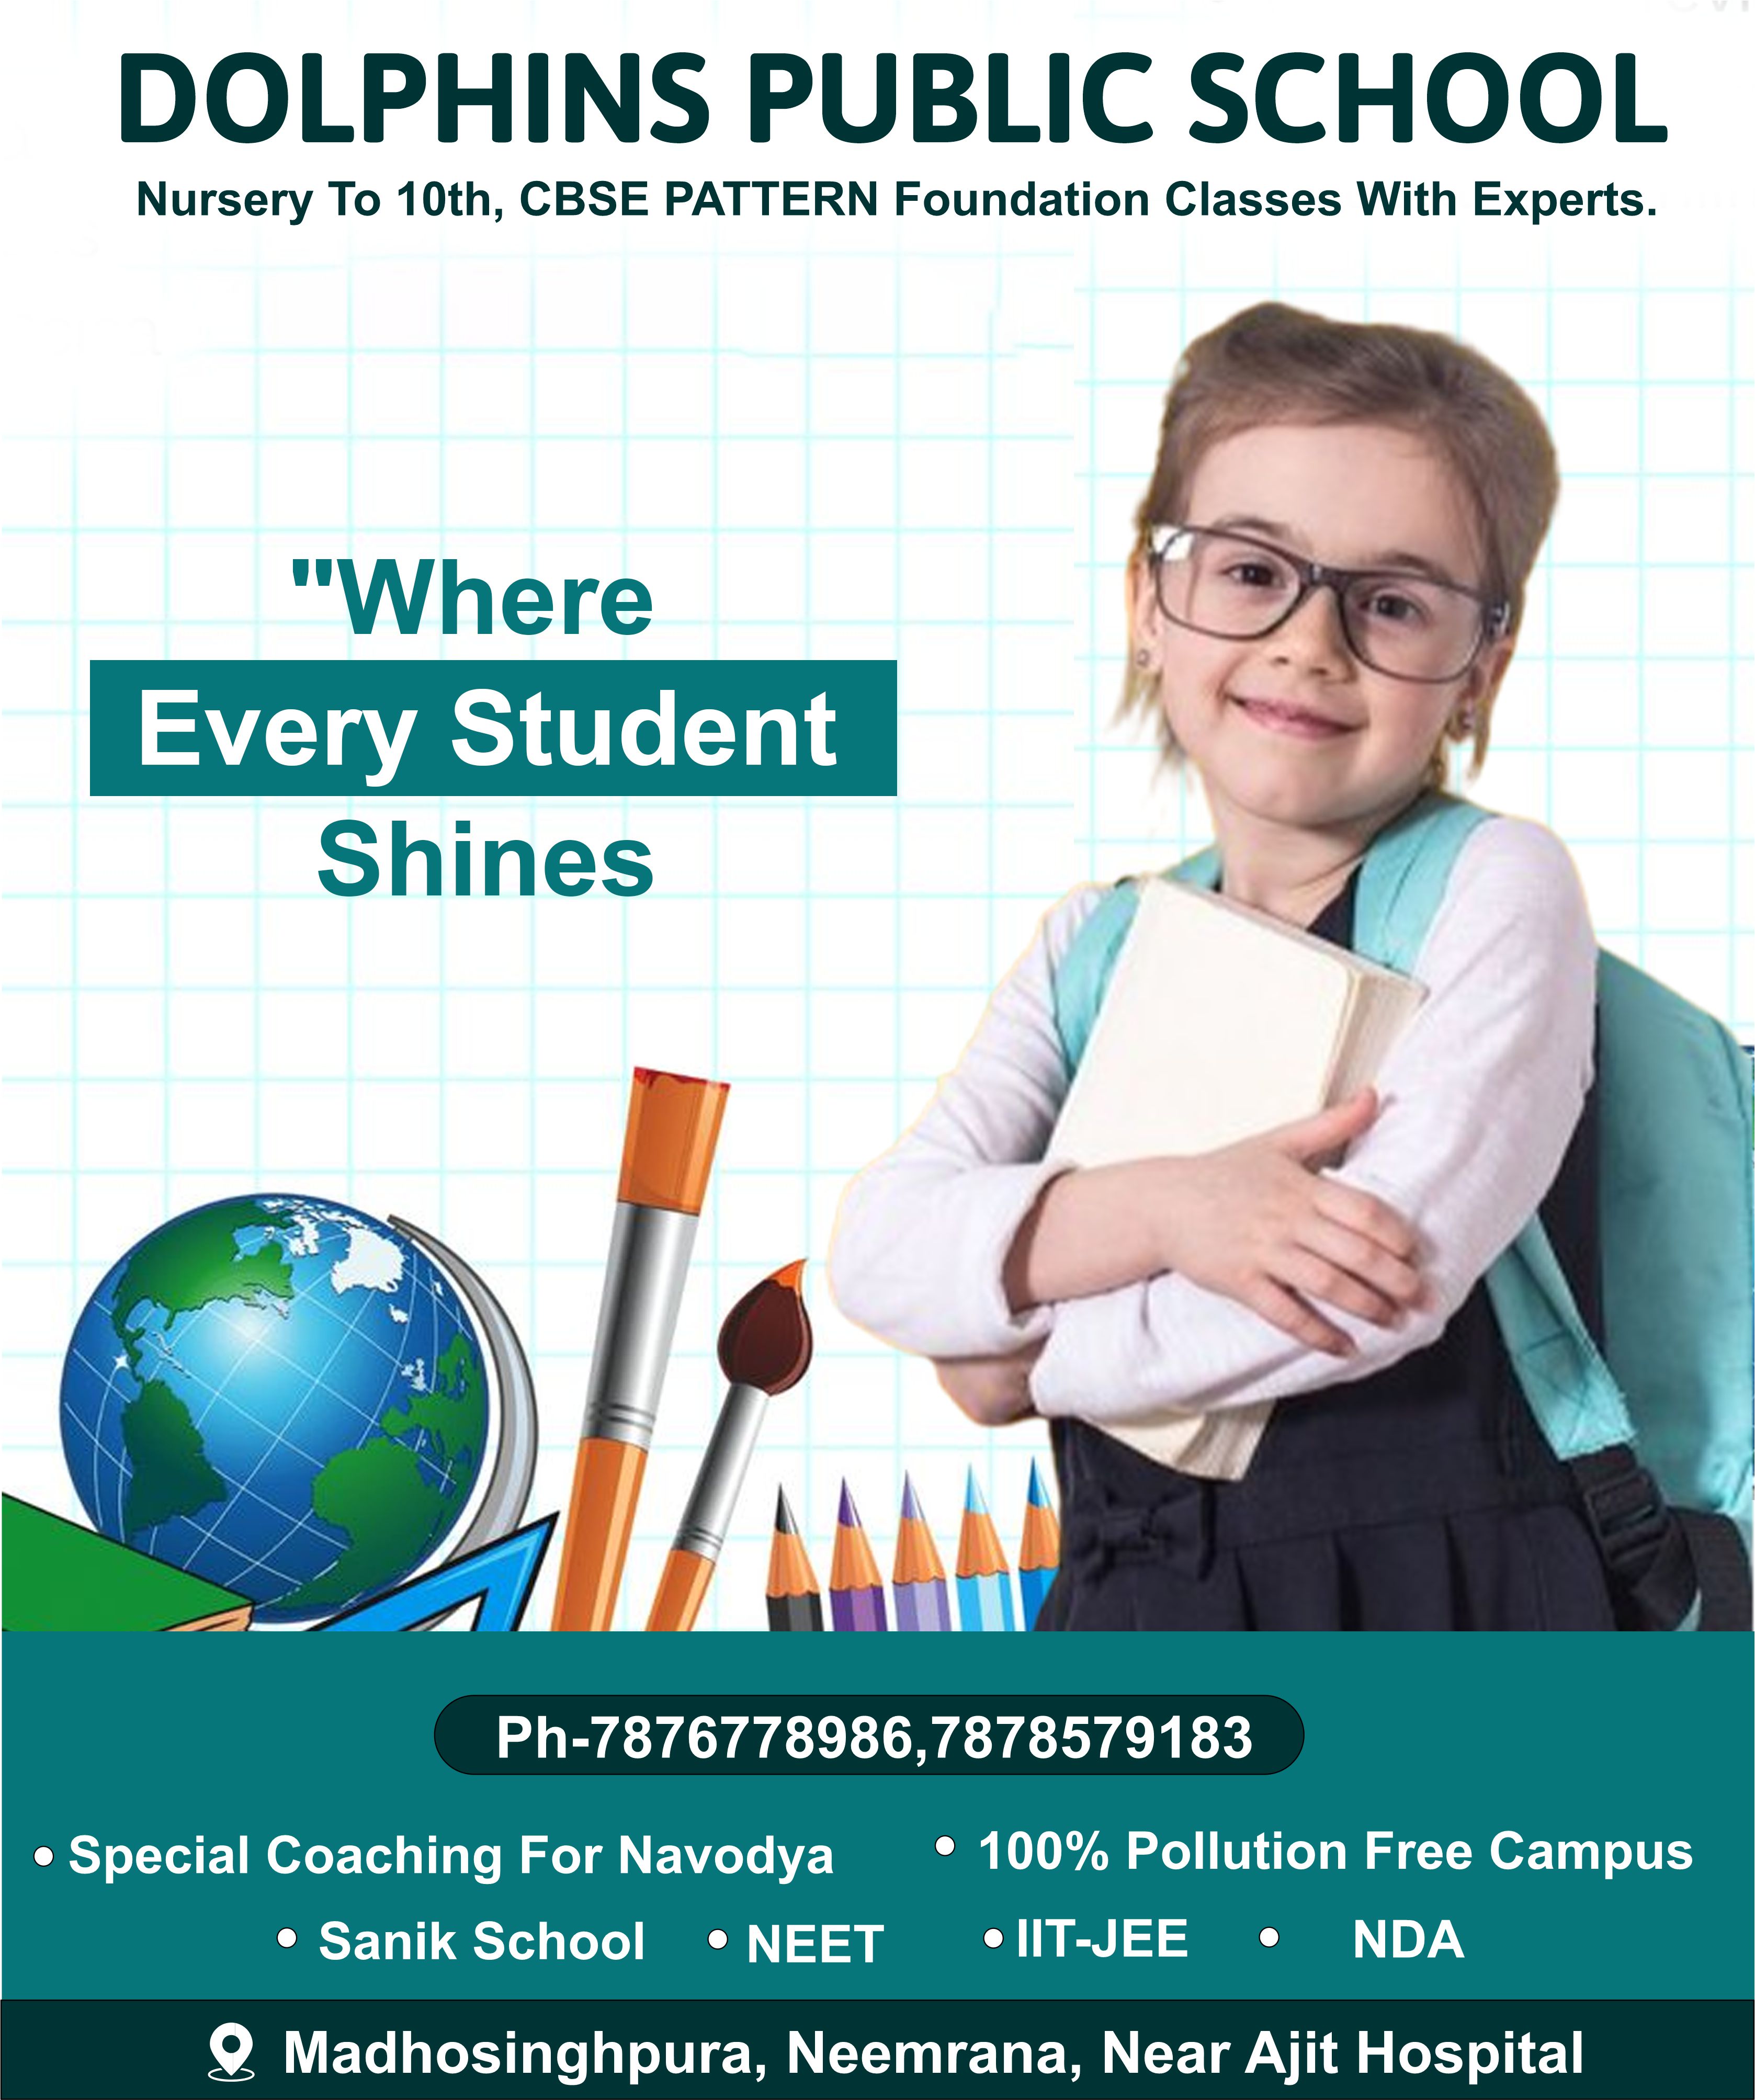 DOLPHINS PUBLIC SCHOOL
Nursery To 10th, CBSE PATTERN Foundation Classes With Experts.
"Where
Every Student
Shines
Ph-7876778986,7878579183
• Special Coaching For Navodya
• 100% Pollution Free Campus
• Sanik School • NEET • IIT-JEE • NDA
Madhosinghpura, Neemrana, Near Ajit Hospital